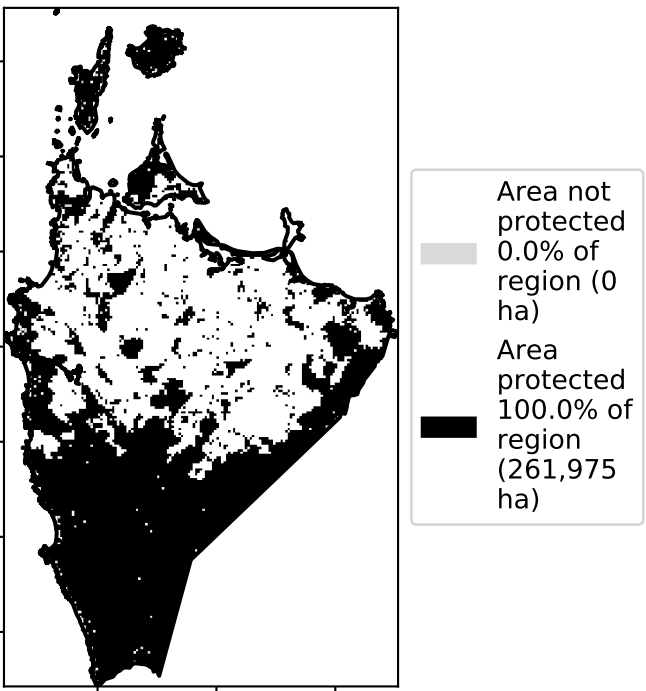 Area not
protected
0.0% of
region (0
ha)
Area
protected
100.0% of
region
(261,975
ha)